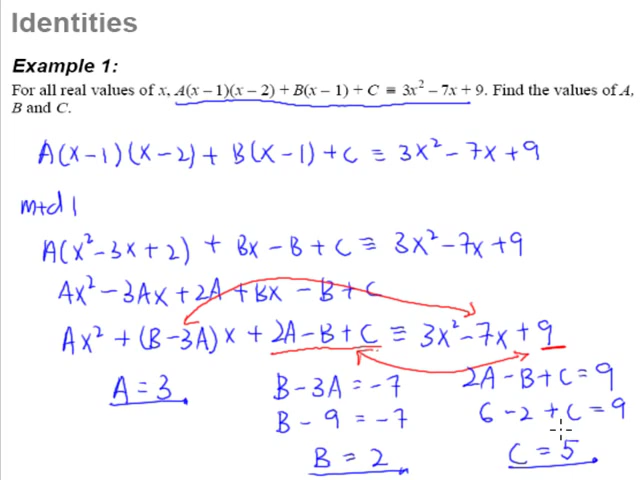 Identities
Example 1:
For all real values of x, A(x – 1)(x – 2) + B(x – 1) + C ≡ 3x² – 7x + 9. Find the values of A,
B and C.
A(x-1)(x-2) + B(x-1) + C ≡ 3x² - 7x + 9
mtd 1
A(x² - 3x + 2) + Bx - B + C ≡ 3x² - 7x + 9
Ax² - 3Ax + 2A + Bx - B + C
Ax² + (B - 3A)x + 2A - B + C ≡ 3x² - 7x + 9
A = 3 B - 3A = -7 2A - B + C = 9
B - 9 = -7 6 - 2 + C = 9
B = 2 C = 5